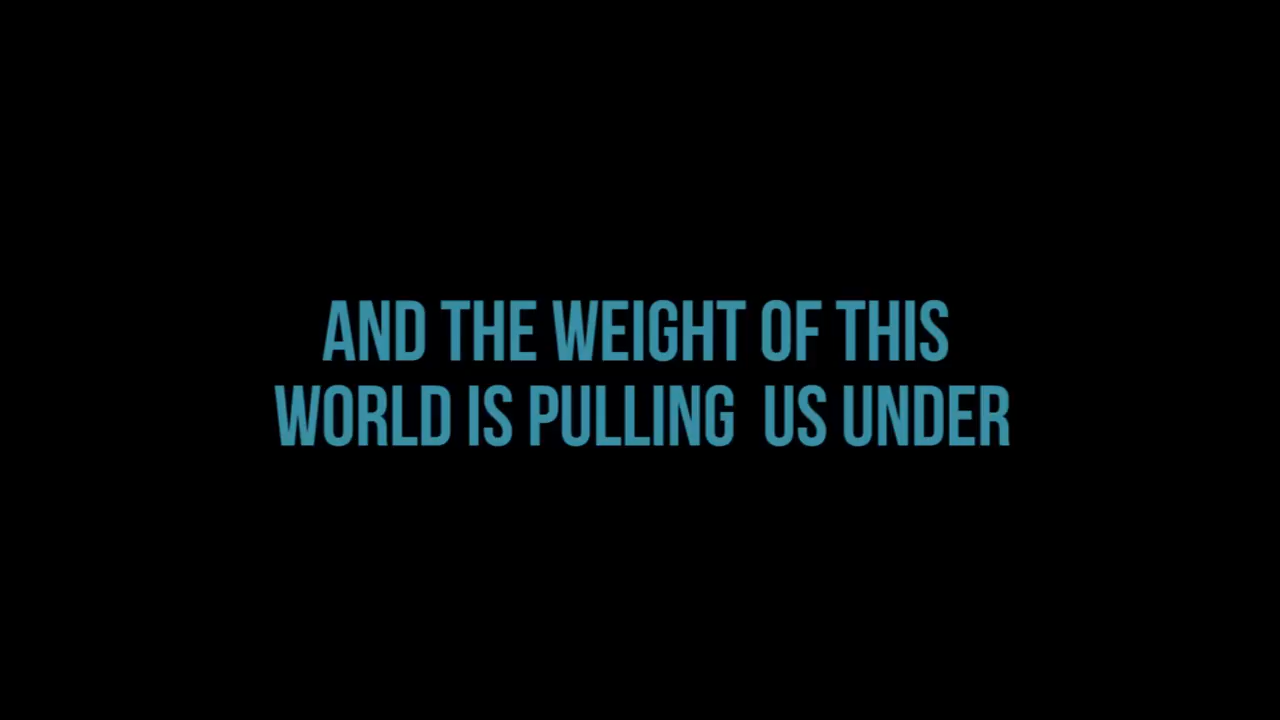 AND THE WEIGHT OF THIS
WORLD IS PULLING  US UNDER